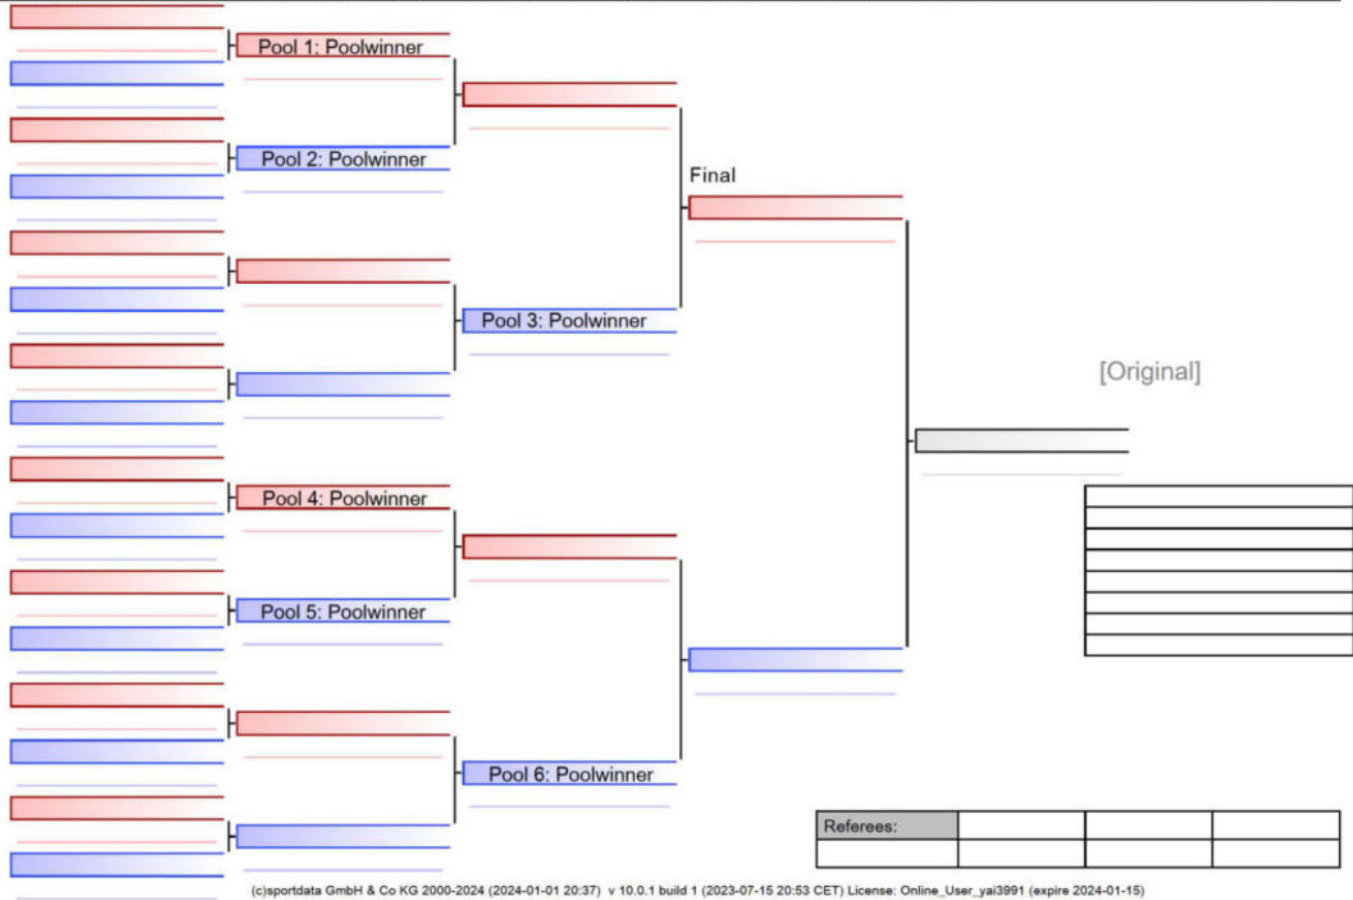 Pool 1: Poolwinner
Pool 2: Poolwinner
Final
Pool 3: Poolwinner
[Original]
Pool 4: Poolwinner
Pool 5: Poolwinner
Pool 6: Poolwinner
Referees:
(c)sportdata GmbH & Co KG 2000-2024 (2024-01-01 20:37) v 10.0.1 build 1 (2023-07-15 20:53 CET) License: Online_User_yai3991 (expire 2024-01-15)